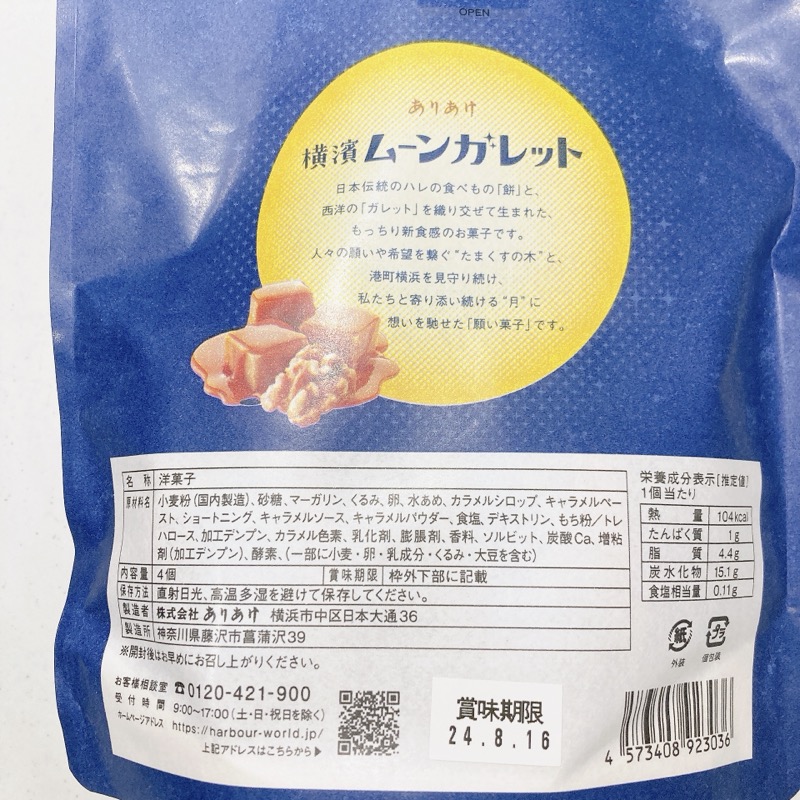 OPEN
ありあけ
横濱 ムーンガレット
日本伝統のハレの食べもの「餅」と、
西洋の「ガレット」を織り交ぜて生まれた、
もっちり新食感のお菓子です。
人々の願いや希望を繋ぐ“たまくすの木”と、
港町横浜を見守り続け、
私たちと寄り添い続ける“月”に
想いを馳せた「願い菓子」です。
名 称 洋菓子
原材料名 小麦粉(国内製造)、砂糖、マーガリン、くるみ、卵、水あめ、カラメルシロップ、キャラメルペー
スト、ショートニング、キャラメルソース、キャラメルパウダー、食塩、デキストリン、もち粉/トレ
ハロース、加工デンプン、カラメル色素、乳化剤、膨脹剤、香料、ソルビット、炭酸Ca、増粘
剤(加工デンプン)、酵素、(一部に小麦・卵・乳成分・くるみ・大豆を含む)
内容量 4個 賞味期限 枠外下部に記載
保存方法 直射日光、高温多湿を避けて保存してください。
製造者 株式会社 ありあけ 横浜市中区日本大通36
製造所 神奈川県藤沢市菖蒲沢39
※開封後はお早めにお召し上がりください。
お客様相談室 ☎0120-421-900
受付時間 9:00~17:00(土・日・祝日を除く)
ホームページアドレス https://harbour-world.jp/
上記アドレスはこちらから▶
栄養成分表示[推定値]
1個当たり
熱 量 104kcal
たんぱく質 1g
脂 質 4.4g
炭水化物 15.1g
食塩相当量 0.11g
紙 プラ
外装 個包装
賞味期限
24.8.16
4 573408 923036